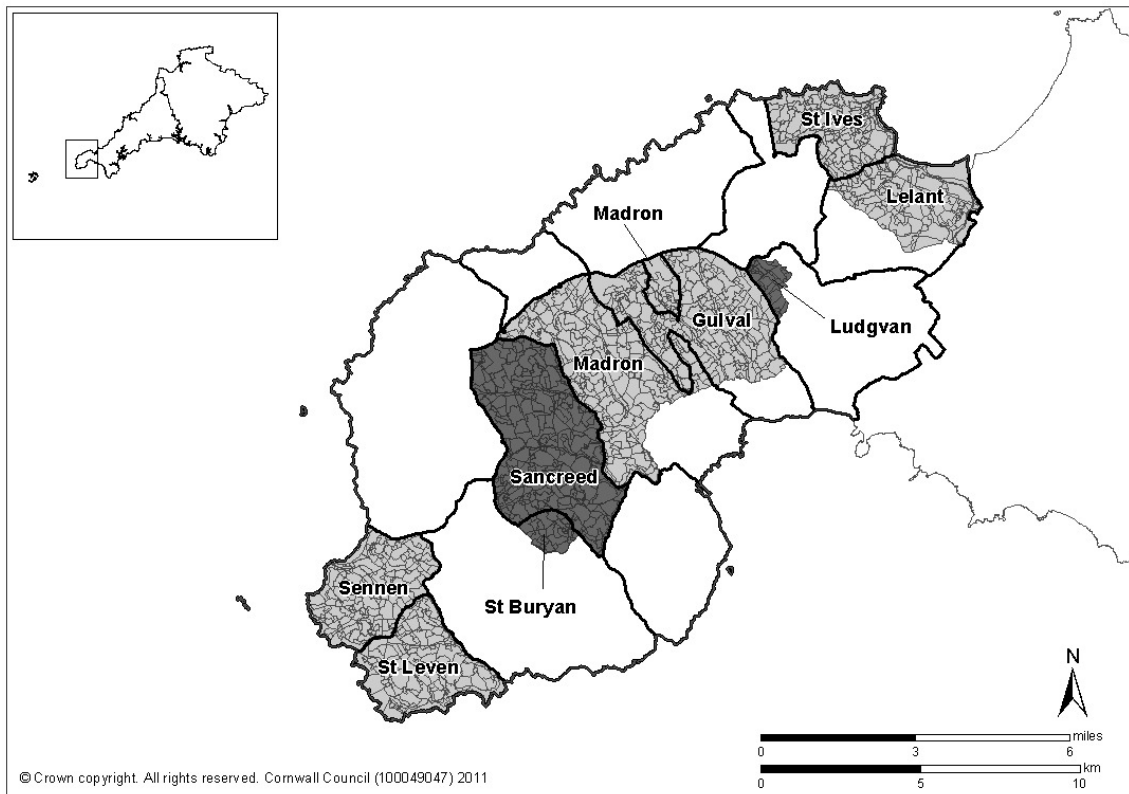 St Ives
Lelant
Madron
Gulval
Ludgvan
Madron
Sancreed
Sennen
St Buryan
St Leven
N
miles
0 3 6
km
0 5 10
© Crown copyright. All rights reserved. Cornwall Council (100049047) 2011